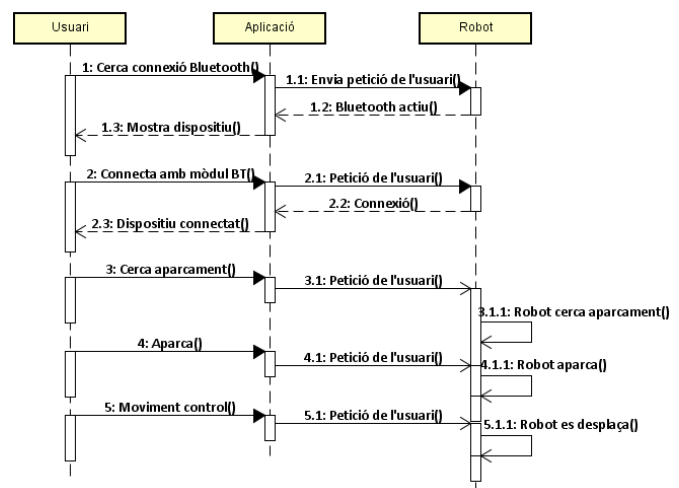 Usuari
Aplicació
Robot
1: Cerca connexió Bluetooth()
1.1: Envia petició de l'usuari()
1.2: Bluetooth actiu()
1.3: Mostra dispositiu()
2: Connecta amb mòdul BT()
2.1: Petició de l'usuari()
2.2: Connexió()
2.3: Dispositiu connectat()
3: Cerca aparcament()
3.1: Petició de l'usuari()
3.1.1: Robot cerca aparcament()
4: Aparca()
4.1: Petició de l'usuari()
4.1.1: Robot aparca()
5: Moviment control()
5.1: Petició de l'usuari()
5.1.1: Robot es desplaça()